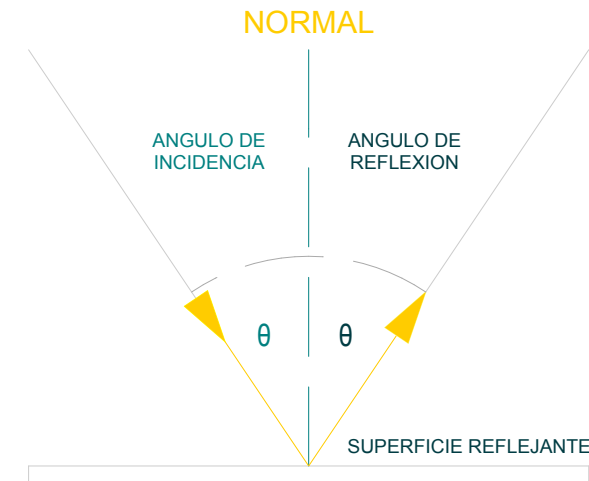 NORMAL
ANGULO DE
INCIDENCIA
ANGULO DE
REFLEXION
θ
θ
SUPERFICIE REFLEJANTE